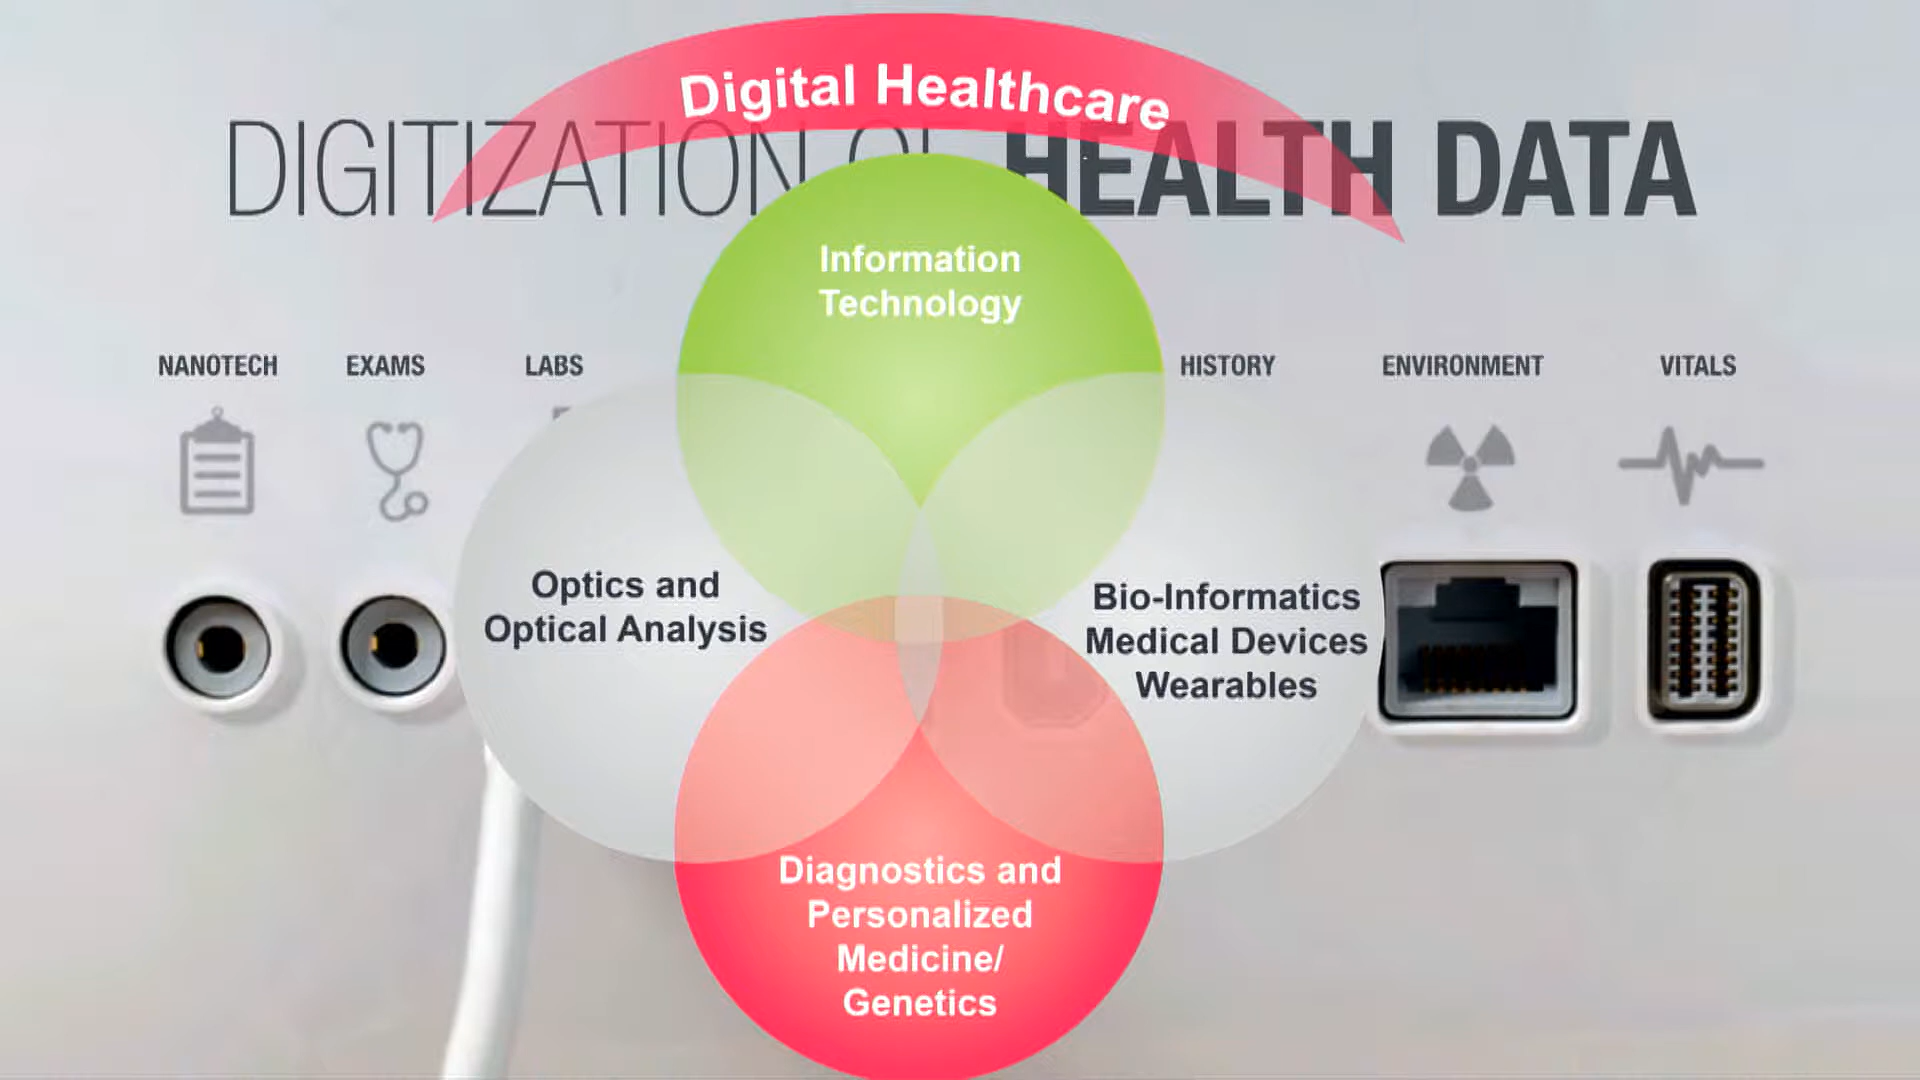 Digital Healthcare
DIGITIZATION OF HEALTH DATA
Information
Technology
NANOTECH EXAMS LABS HISTORY ENVIRONMENT VITALS
Optics and
Optical Analysis
Bio-Informatics
Medical Devices
Wearables
Diagnostics and
Personalized
Medicine/
Genetics